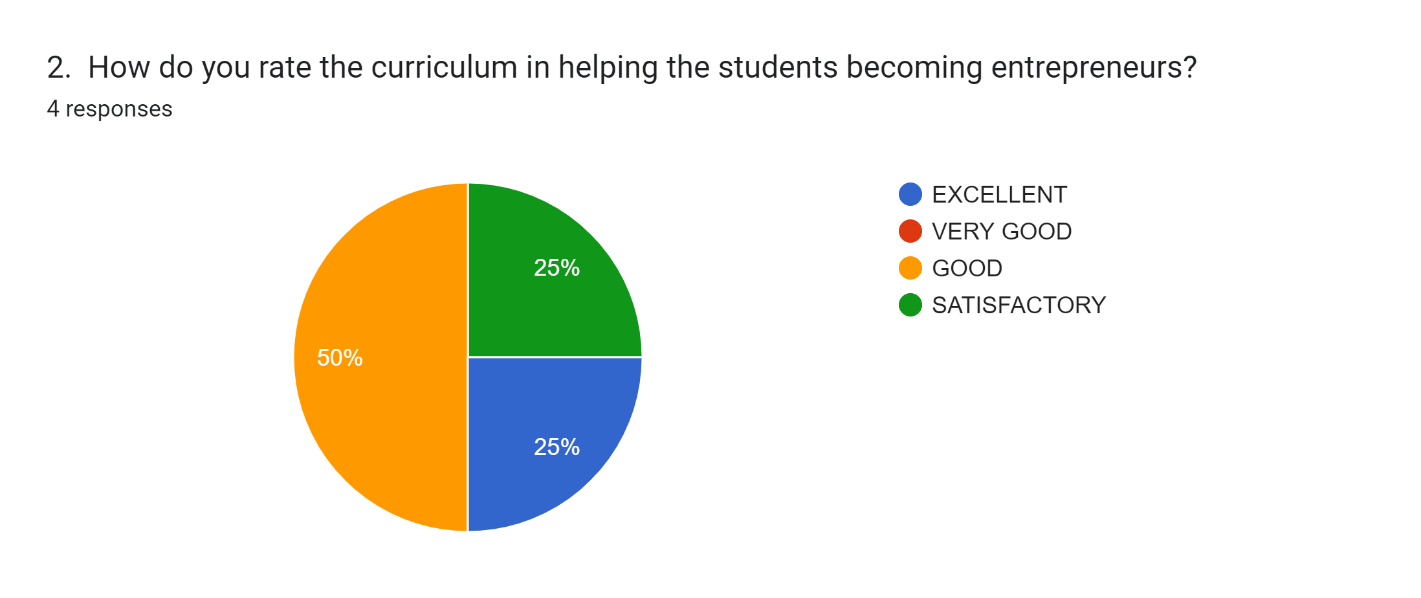 2.  How do you rate the curriculum in helping the students becoming entrepreneurs?
4 responses
EXCELLENT
VERY GOOD
GOOD
SATISFACTORY
25%
50%
25%